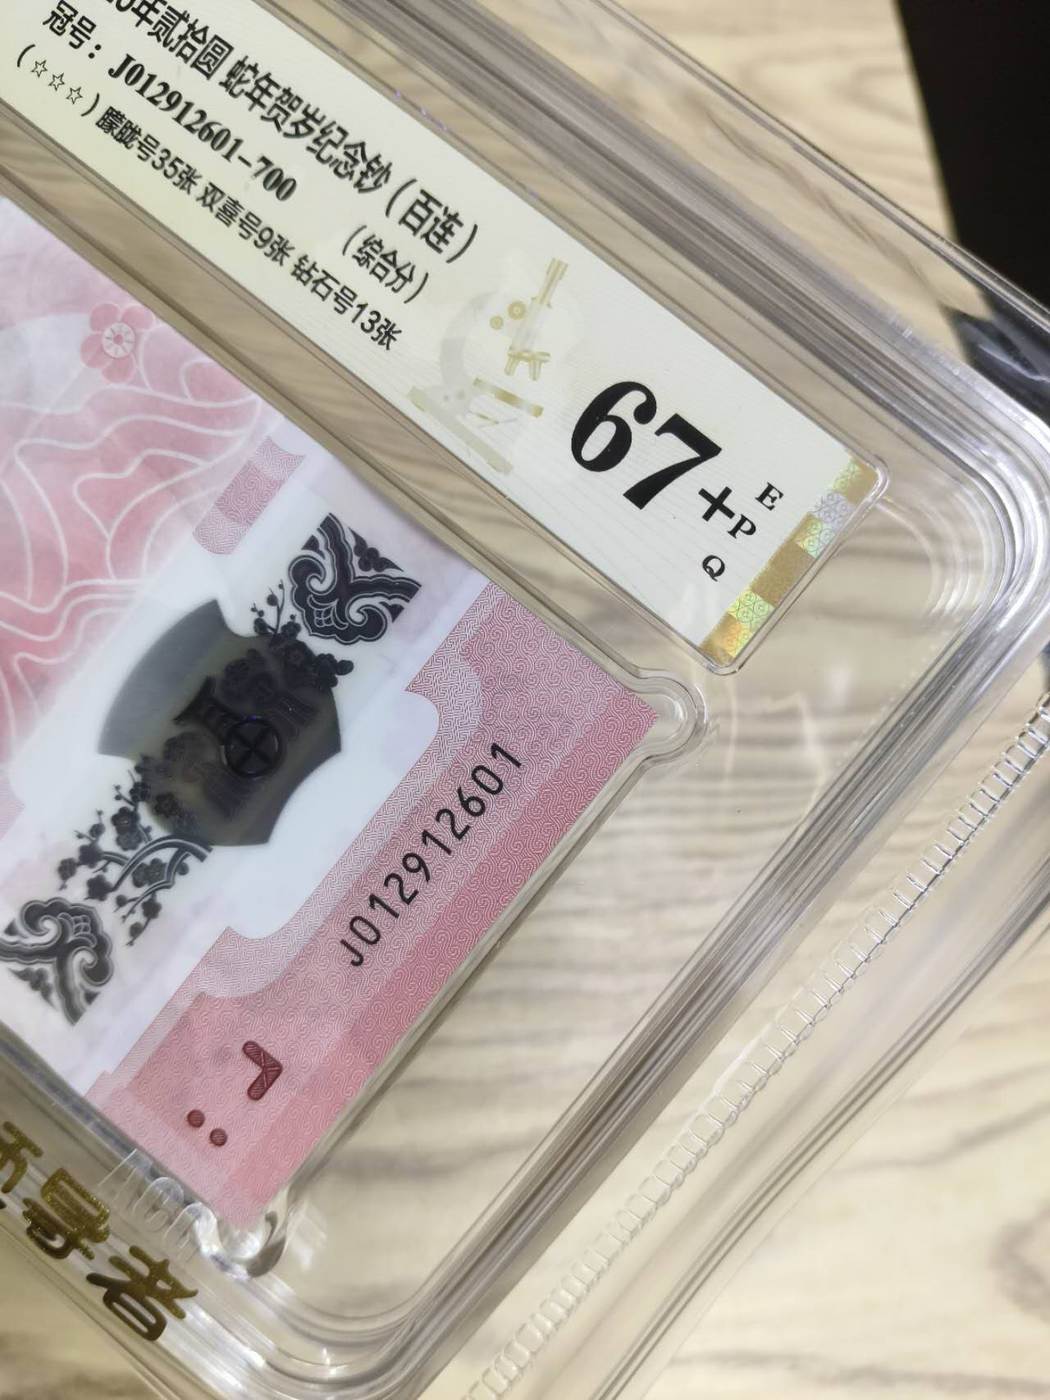 年贰拾圆 蛇年贺岁纪念钞（百连）
冠号：J012912601-700 （综合分）
（☆☆☆）朦胧号35张 双喜号9张 钻石号13张
67+
E
P
Q
J012912601
者